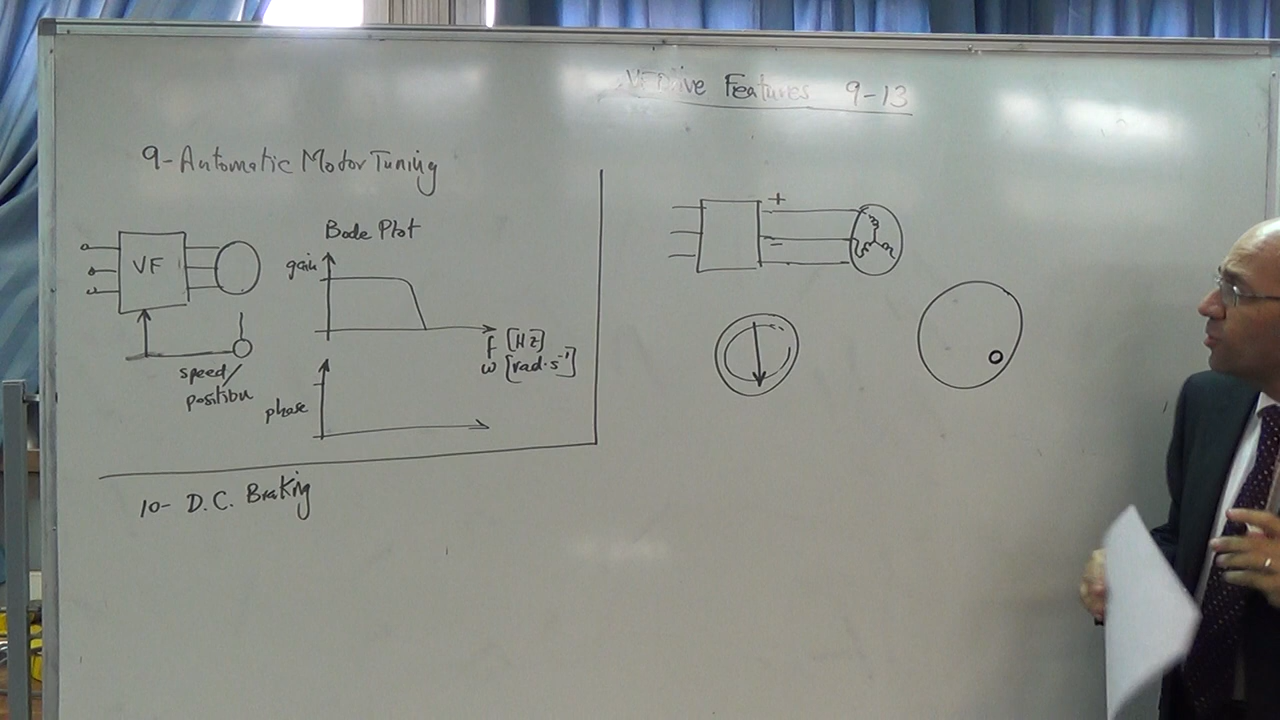 VF Drive Features 9-13
9- Automatic Motor Tuning
Bode Plot
VF
gain
f [Hz]
ω [rad·s⁻¹]
speed/
position
phase
10- D.C. Braking
+
−